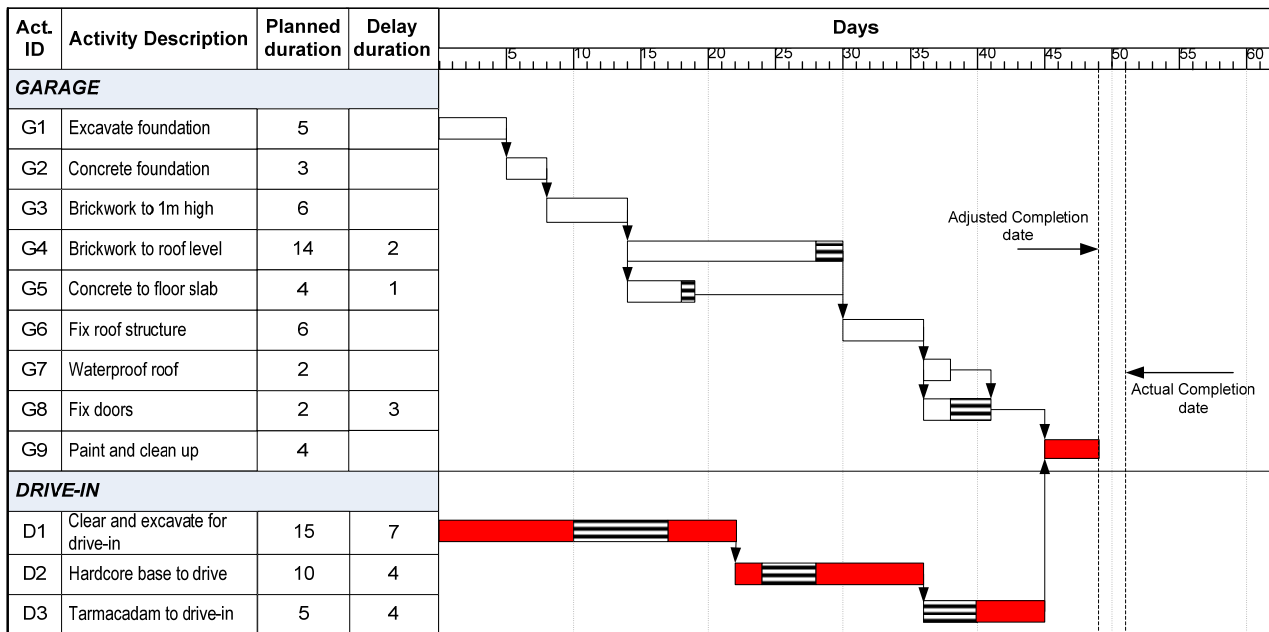 Act. ID Activity Description Planned duration Delay duration Days
5 10 15 20 25 30 35 40 45 50 55 60
GARAGE
G1 Excavate foundation 5
G2 Concrete foundation 3
G3 Brickwork to 1m high 6
Adjusted Completion
date
G4 Brickwork to roof level 14 2
G5 Concrete to floor slab 4 1
G6 Fix roof structure 6
G7 Waterproof roof 2
Actual Completion
date
G8 Fix doors 2 3
G9 Paint and clean up 4
DRIVE-IN
D1 Clear and excavate for drive-in 15 7
D2 Hardcore base to drive 10 4
D3 Tarmacadam to drive-in 5 4